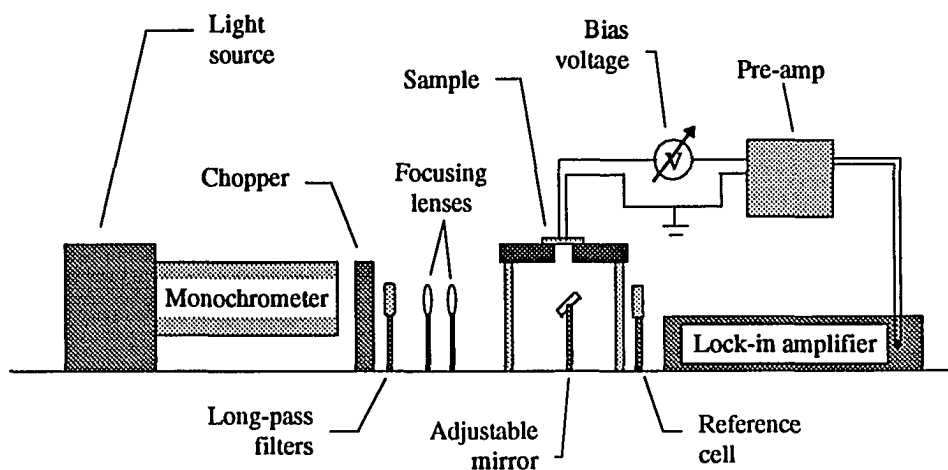 Light
source
Bias
voltage
Pre-amp
Sample
V
Chopper
Focusing
lenses
Monochrometer
Lock-in amplifier
Long-pass
filters
Adjustable
mirror
Reference
cell